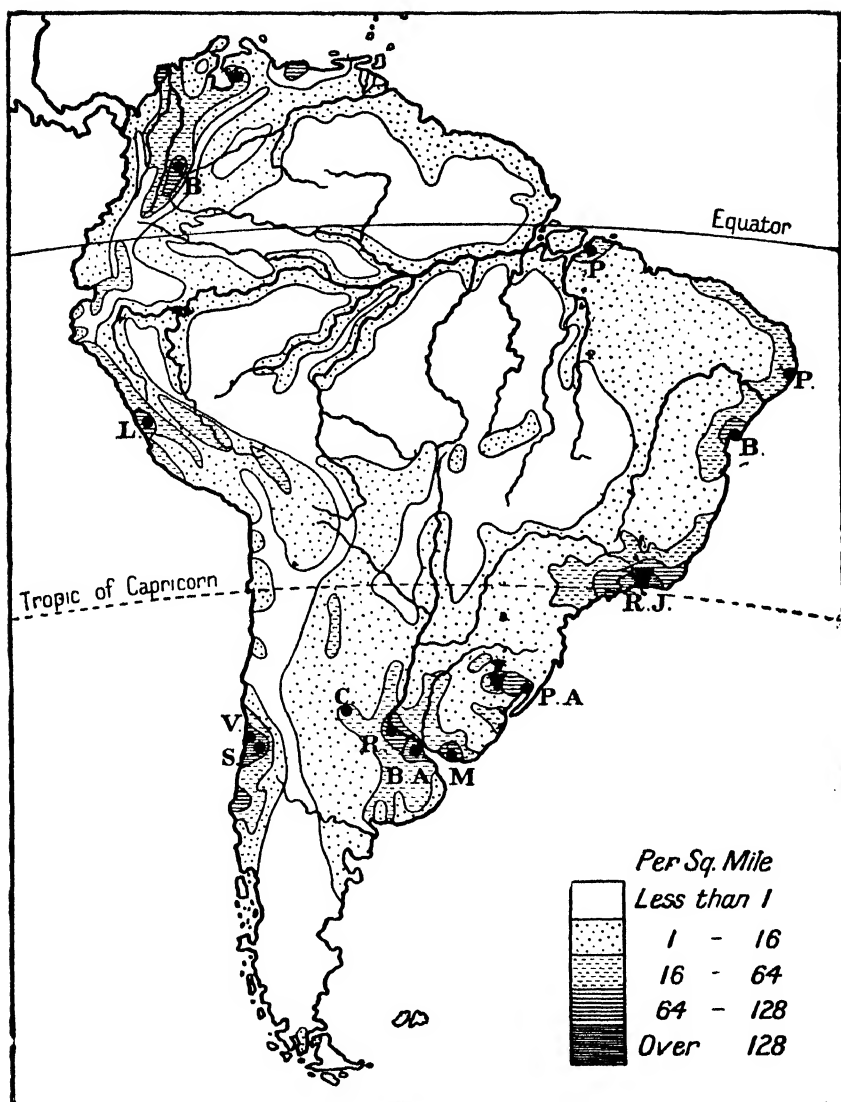 B
Equator
P
P.
L.
B.
Tropic of Capricorn
R.J.
P.A
C.
V.
R
S.
B.A
M
Per Sq. Mile
Less than 1
1 - 16
16 - 64
64 - 128
Over 128